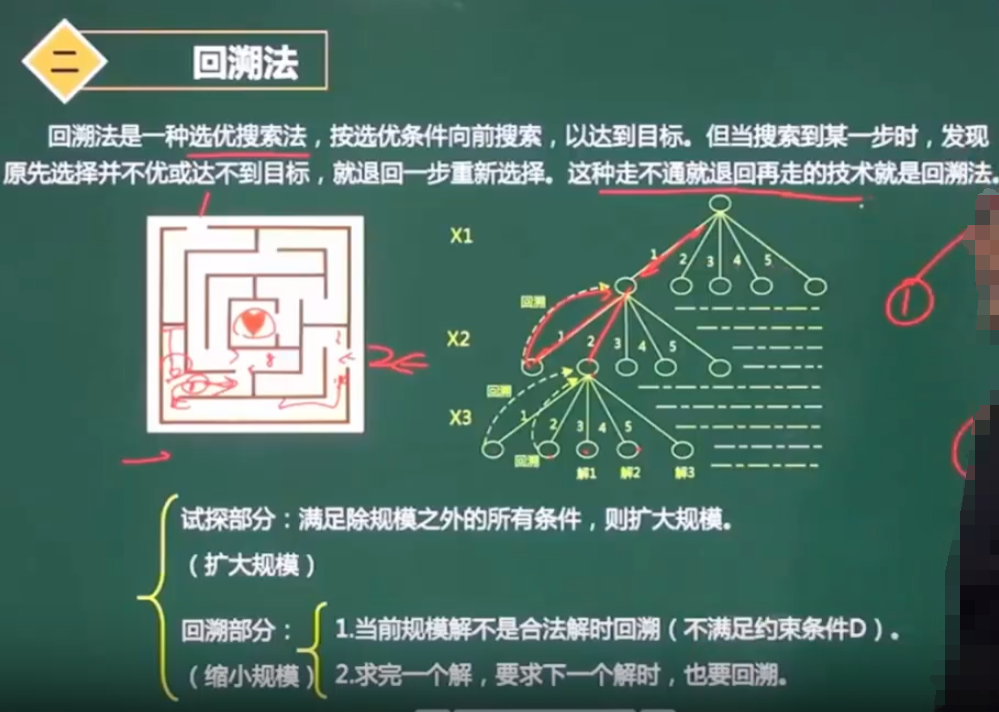 二 回溯法
回溯法是一种选优搜索法，按选优条件向前搜索，以达到目标。但当搜索到某一步时，发现
原先选择并不优或达不到目标，就退回一步重新选择。这种走不通就退回再走的技术就是回溯法。
X1
1 2 3 4 5
回溯
X2
1 2 3 4 5
回溯
X3
1 2 3 4 5
回溯 解1 解2 解3
①
试探部分：满足除规模之外的所有条件，则扩大规模。
（扩大规模）
回溯部分：
（缩小规模）
1.当前规模解不是合法解时回溯（不满足约束条件D）。
2.求完一个解，要求下一个解时，也要回溯。